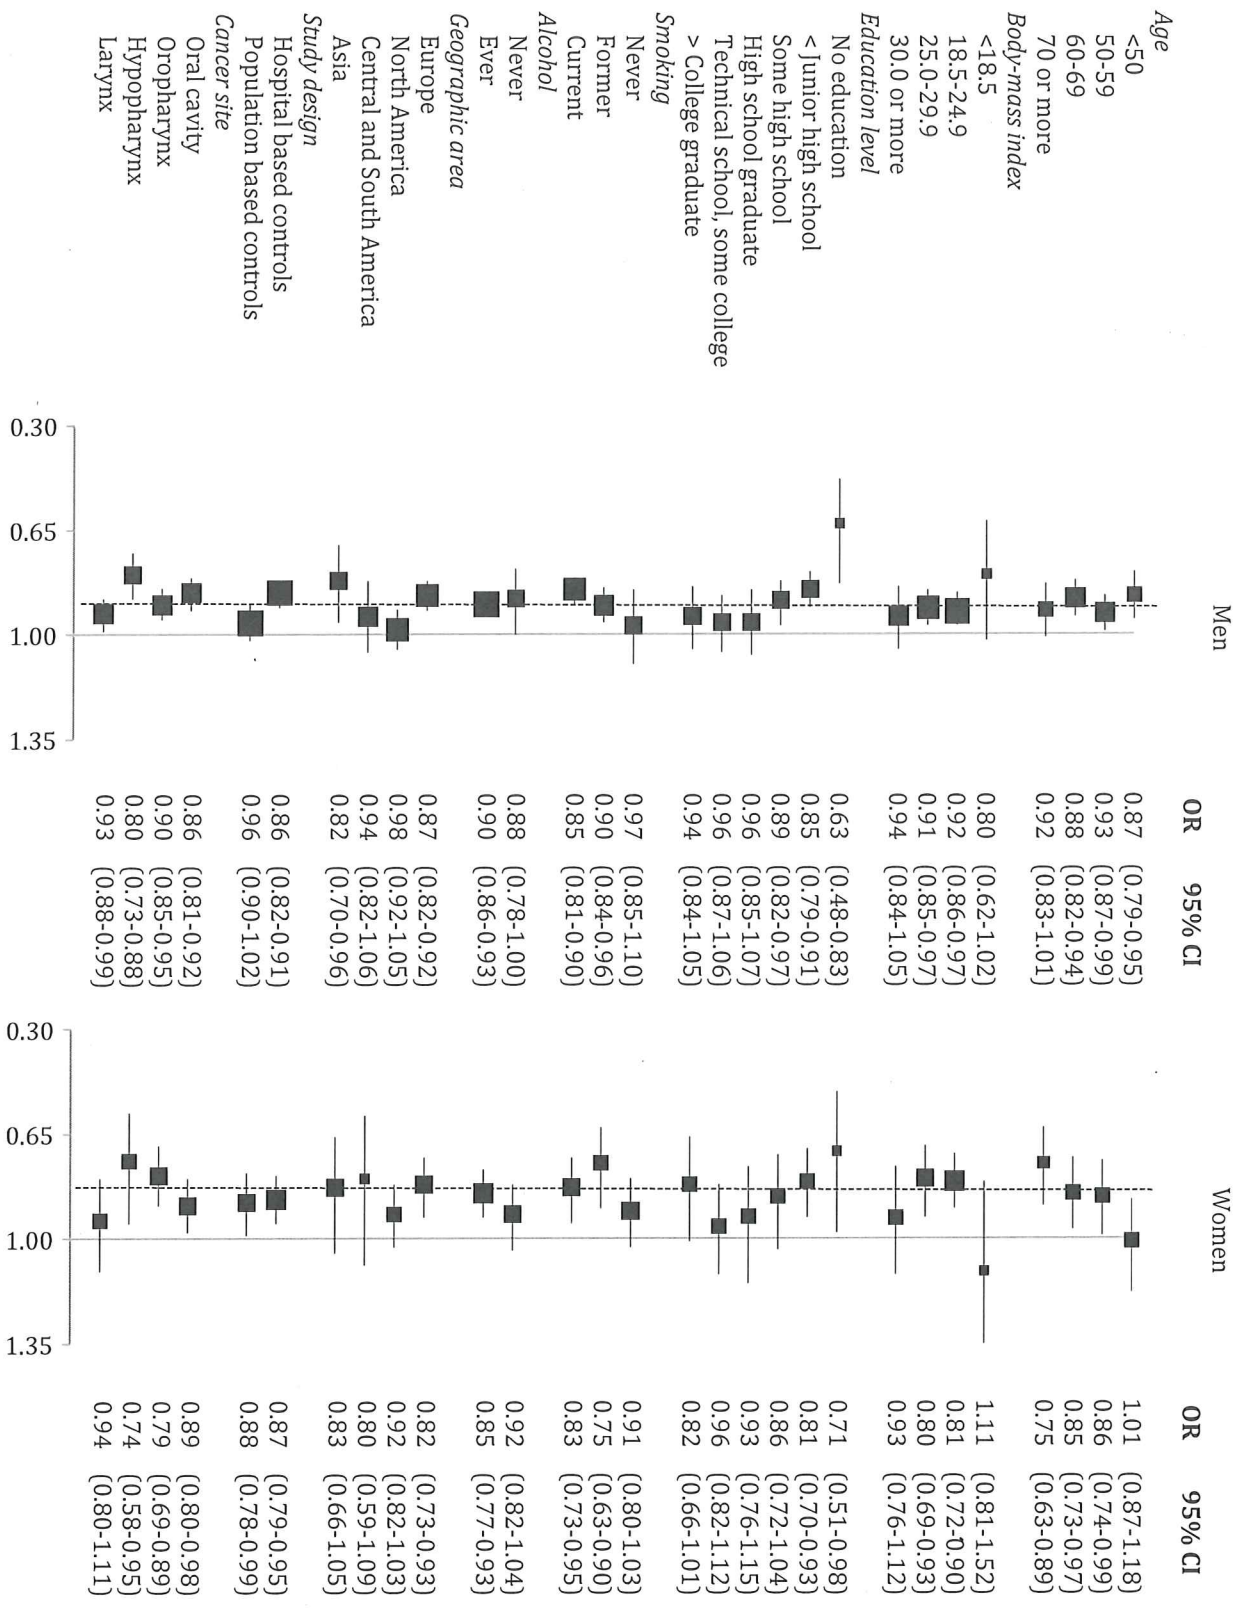 Men OR 95% CI Women OR 95% CI
Age
<50 0.87 (0.79-0.95) 1.01 (0.87-1.18)
50-59 0.93 (0.87-0.99) 0.86 (0.74-0.99)
60-69 0.88 (0.82-0.94) 0.85 (0.73-0.97)
70 or more 0.92 (0.83-1.01) 0.75 (0.63-0.89)
Body-mass index
<18.5 0.80 (0.62-1.02) 1.11 (0.81-1.52)
18.5-24.9 0.92 (0.86-0.97) 0.81 (0.72-0.90)
25.0-29.9 0.91 (0.85-0.97) 0.80 (0.69-0.93)
30.0 or more 0.94 (0.84-1.05) 0.93 (0.76-1.12)
Education level
No education 0.63 (0.48-0.83) 0.71 (0.51-0.98)
< Junior high school 0.85 (0.79-0.91) 0.81 (0.70-0.93)
Some high school 0.89 (0.82-0.97) 0.86 (0.72-1.04)
High school graduate 0.96 (0.85-1.07) 0.93 (0.76-1.15)
Technical school, some college 0.96 (0.87-1.06) 0.96 (0.82-1.12)
> College graduate 0.94 (0.84-1.05) 0.82 (0.66-1.01)
Smoking
Never 0.97 (0.85-1.10) 0.91 (0.80-1.03)
Former 0.90 (0.84-0.96) 0.75 (0.63-0.90)
Current 0.85 (0.81-0.90) 0.83 (0.73-0.95)
Alcohol
Never 0.88 (0.78-1.00) 0.92 (0.82-1.04)
Ever 0.90 (0.86-0.93) 0.85 (0.77-0.93)
Geographic area
Europe 0.87 (0.82-0.92) 0.82 (0.73-0.93)
North America 0.98 (0.92-1.05) 0.92 (0.82-1.03)
Central and South America 0.94 (0.82-1.06) 0.80 (0.59-1.09)
Asia 0.82 (0.70-0.96) 0.83 (0.66-1.05)
Study design
Hospital based controls 0.86 (0.82-0.91) 0.87 (0.79-0.95)
Population based controls 0.96 (0.90-1.02) 0.88 (0.78-0.99)
Cancer site
Oral cavity 0.86 (0.81-0.92) 0.89 (0.80-0.98)
Oropharynx 0.90 (0.85-0.95) 0.79 (0.69-0.89)
Hypopharynx 0.80 (0.73-0.88) 0.74 (0.58-0.95)
Larynx 0.93 (0.88-0.99) 0.94 (0.80-1.11)
0.30 0.65 1.00 1.35 0.30 0.65 1.00 1.35